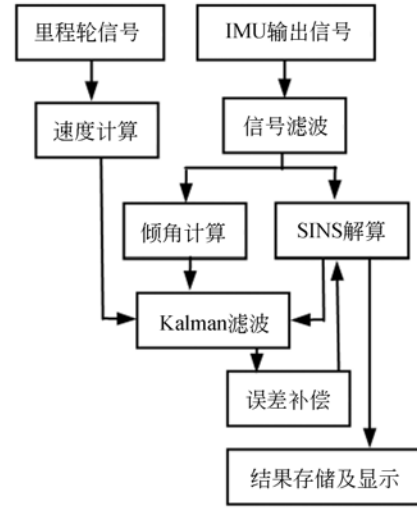 里程轮信号
IMU输出信号
速度计算
信号滤波
倾角计算
SINS解算
Kalman滤波
误差补偿
结果存储及显示